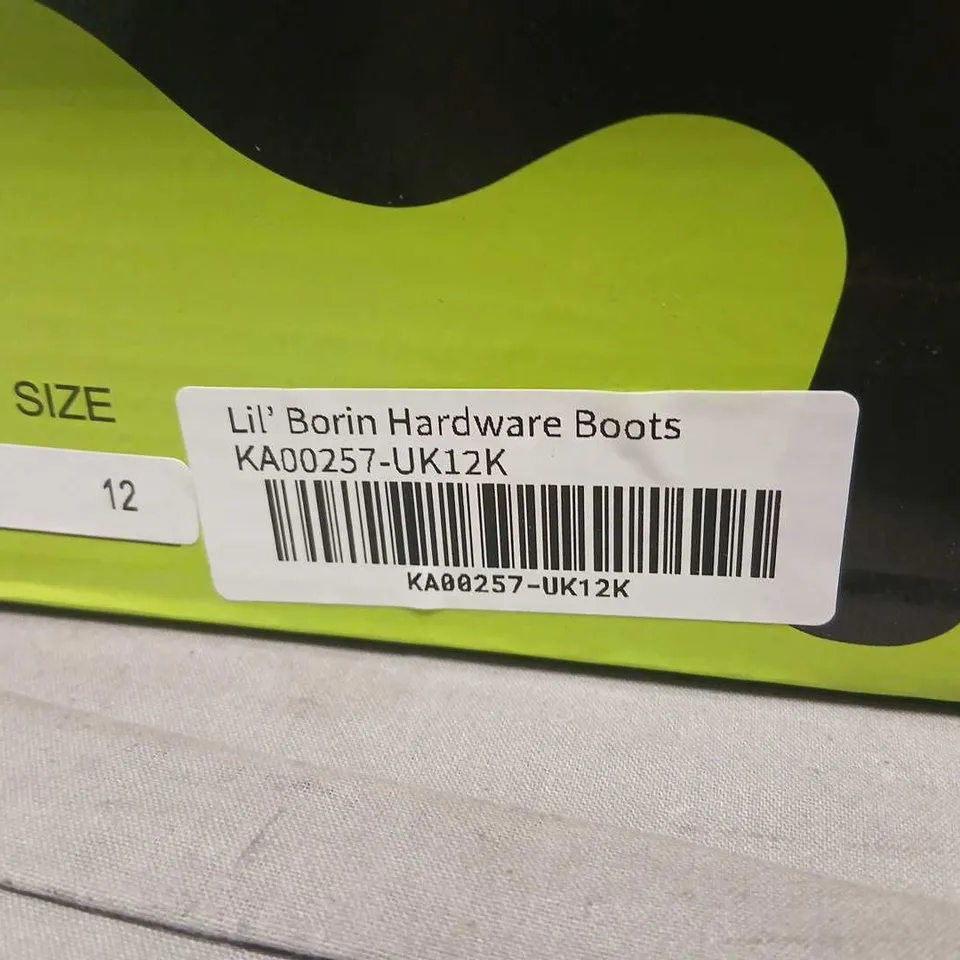 SIZE
12
Lil’ Borin Hardware Boots
KA00257-UK12K
KA00257-UK12K